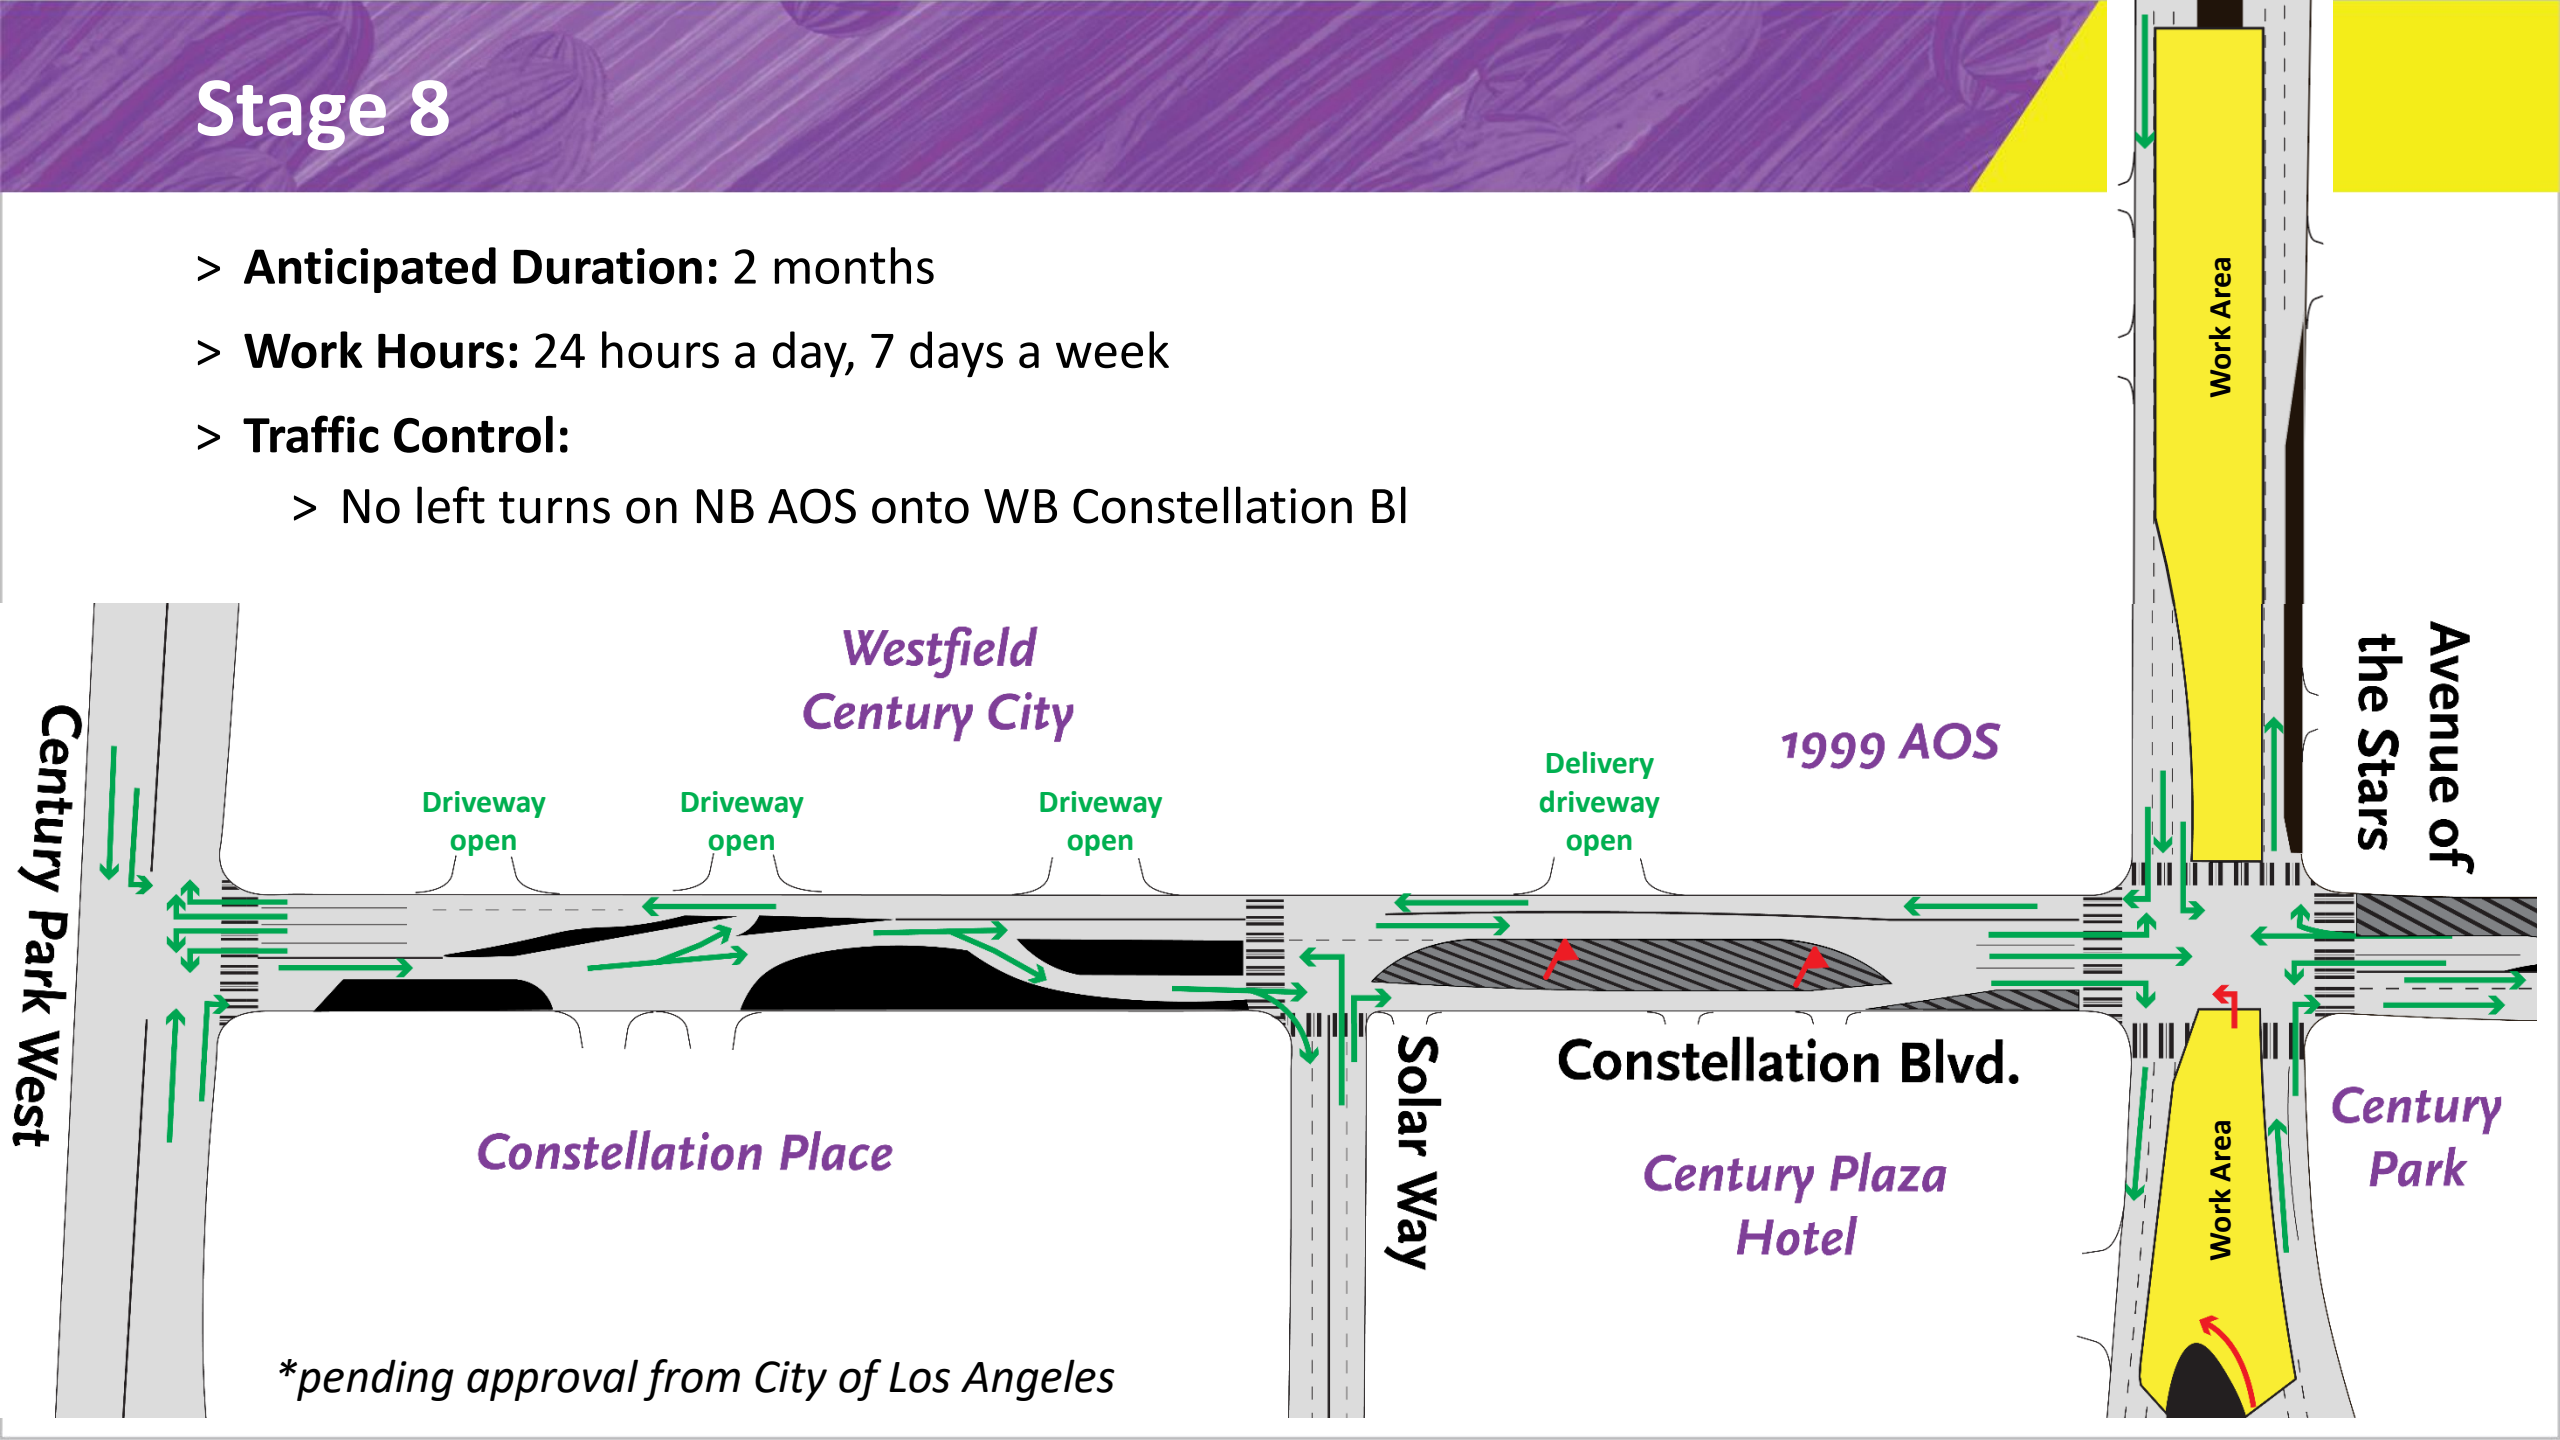 Stage 8
> Anticipated Duration: 2 months
> Work Hours: 24 hours a day, 7 days a week
> Traffic Control:
> No left turns on NB AOS onto WB Constellation Bl
Work Area
Avenue of
the Stars
Westfield
Century City
1999 AOS
Century Park West
Driveway
open
Driveway
open
Driveway
open
Delivery
driveway
open
Solar Way
Constellation Blvd.
Constellation Place
Century Plaza
Hotel
Work Area
Century
Park
*pending approval from City of Los Angeles